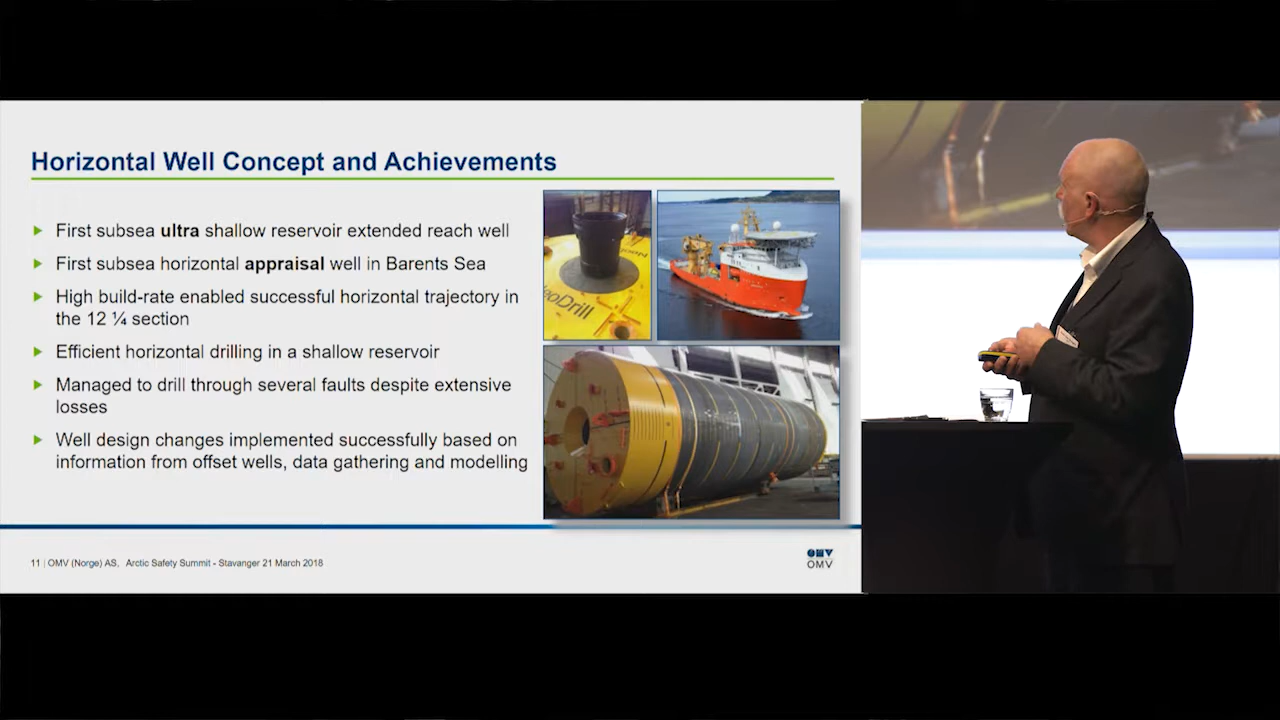 Horizontal Well Concept and Achievements
First subsea ultra shallow reservoir extended reach well
First subsea horizontal appraisal well in Barents Sea
High build-rate enabled successful horizontal trajectory in
the 12 ¼ section
Efficient horizontal drilling in a shallow reservoir
Managed to drill through several faults despite extensive
losses
Well design changes implemented successfully based on
information from offset wells, data gathering and modelling
11 | OMV (Norge) AS, Arctic Safety Summit - Stavanger 21 March 2018
OMV
OMV